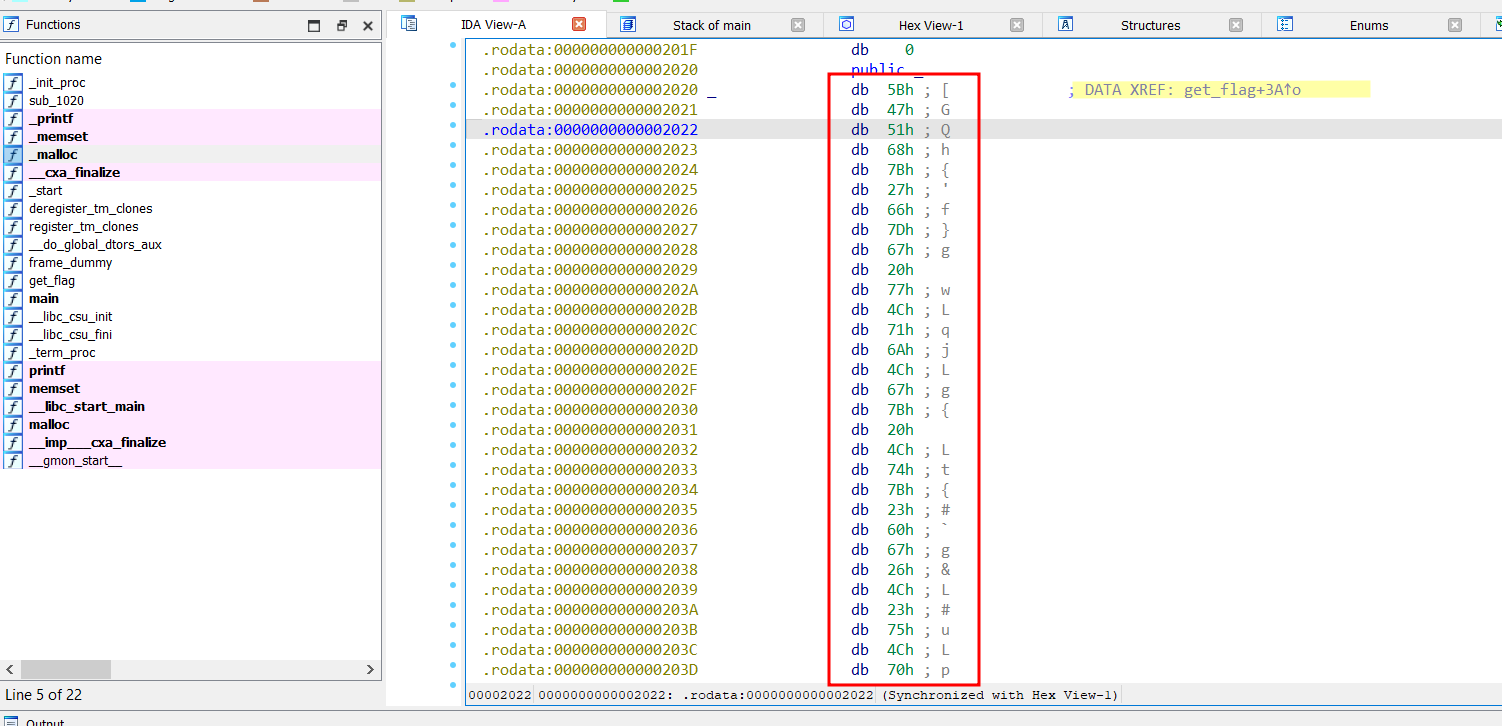 Functions
IDA View-A
Stack of main
Hex View-1
Structures
Enums
Function name
f _init_proc
f sub_1020
f _printf
f _memset
f _malloc
f __cxa_finalize
f _start
f deregister_tm_clones
f register_tm_clones
f __do_global_dtors_aux
f frame_dummy
f get_flag
f main
f __libc_csu_init
f __libc_csu_fini
f _term_proc
f printf
f memset
f __libc_start_main
f malloc
f __imp___cxa_finalize
f __gmon_start__
Line 5 of 22
.rodata:000000000000201F db 0
.rodata:0000000000002020 public _
.rodata:0000000000002020 _ db 5Bh ; [ ; DATA XREF: get_flag+3A↑o
.rodata:0000000000002021 db 47h ; G
.rodata:0000000000002022 db 51h ; Q
.rodata:0000000000002023 db 68h ; h
.rodata:0000000000002024 db 7Bh ; {
.rodata:0000000000002025 db 27h ; '
.rodata:0000000000002026 db 66h ; f
.rodata:0000000000002027 db 7Dh ; }
.rodata:0000000000002028 db 67h ; g
.rodata:0000000000002029 db 20h
.rodata:000000000000202A db 77h ; w
.rodata:000000000000202B db 4Ch ; L
.rodata:000000000000202C db 71h ; q
.rodata:000000000000202D db 6Ah ; j
.rodata:000000000000202E db 4Ch ; L
.rodata:000000000000202F db 67h ; g
.rodata:0000000000002030 db 7Bh ; {
.rodata:0000000000002031 db 20h
.rodata:0000000000002032 db 4Ch ; L
.rodata:0000000000002033 db 74h ; t
.rodata:0000000000002034 db 7Bh ; {
.rodata:0000000000002035 db 23h ; #
.rodata:0000000000002036 db 60h ; `
.rodata:0000000000002037 db 67h ; g
.rodata:0000000000002038 db 26h ; &
.rodata:0000000000002039 db 4Ch ; L
.rodata:000000000000203A db 23h ; #
.rodata:000000000000203B db 75h ; u
.rodata:000000000000203C db 4Ch ; L
.rodata:000000000000203D db 70h ; p
00002022 0000000000002022: .rodata:0000000000002022 (Synchronized with Hex View-1)
Output